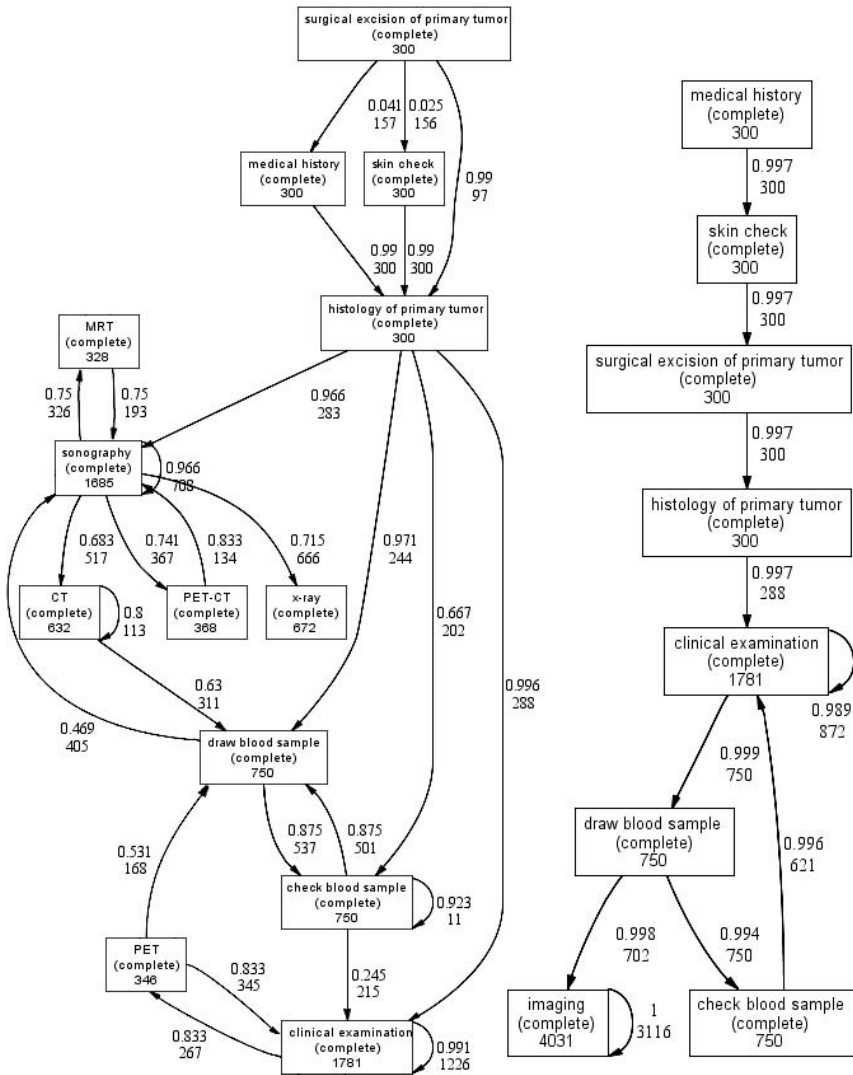 surgical excision of primary tumor
(complete)
300
0.041
157
0.025
156
0.99
97
medical history
(complete)
300
skin check
(complete)
300
0.99
300
0.99
300
histology of primary tumor
(complete)
300
MRT
(complete)
328
0.75
326
0.75
193
0.966
283
sonography
(complete)
1685
0.966
708
0.683
517
0.741
367
0.833
134
0.715
666
0.971
244
CT
(complete)
632
0.8
113
PET-CT
(complete)
368
x-ray
(complete)
672
0.667
202
0.63
311
0.996
288
0.469
405
draw blood sample
(complete)
750
0.531
168
0.875
537
0.875
501
check blood sample
(complete)
750
0.923
11
PET
(complete)
346
0.833
345
0.245
215
0.833
267
clinical examination
(complete)
1781
0.991
1226
medical history
(complete)
300
0.997
300
skin check
(complete)
300
0.997
300
surgical excision of primary tumor
(complete)
300
0.997
300
histology of primary tumor
(complete)
300
0.997
288
clinical examination
(complete)
1781
0.989
872
0.999
750
draw blood sample
(complete)
750
0.996
621
0.998
702
0.994
750
imaging
(complete)
4031
1
3116
check blood sample
(complete)
750